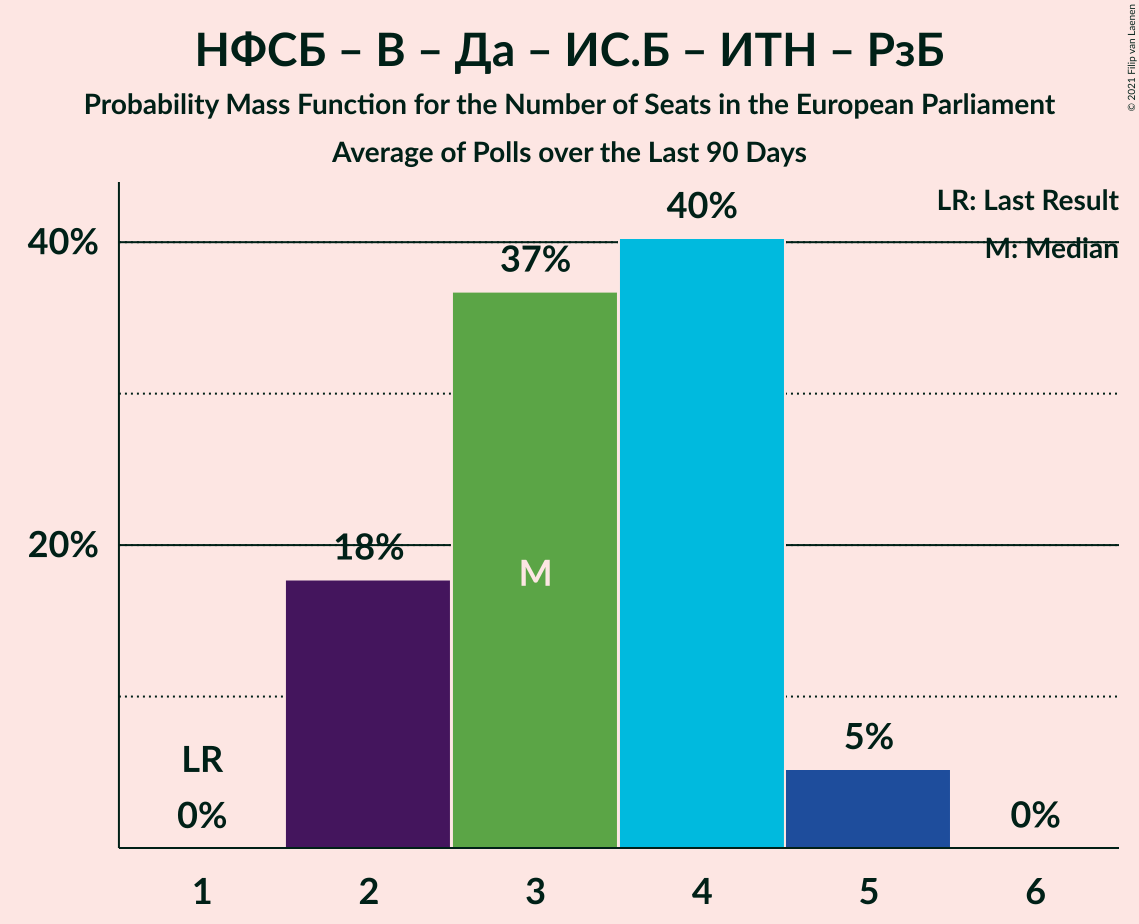 НФСБ – В – Да – ИС.Б – ИТН – РзБ
Probability Mass Function for the Number of Seats in the European Parliament
Average of Polls over the Last 90 Days
© 2021 Filip van Laenen
LR: Last Result
M: Median
40%
20%
LR
0%
18%
37%
M
40%
5%
0%
1 2 3 4 5 6